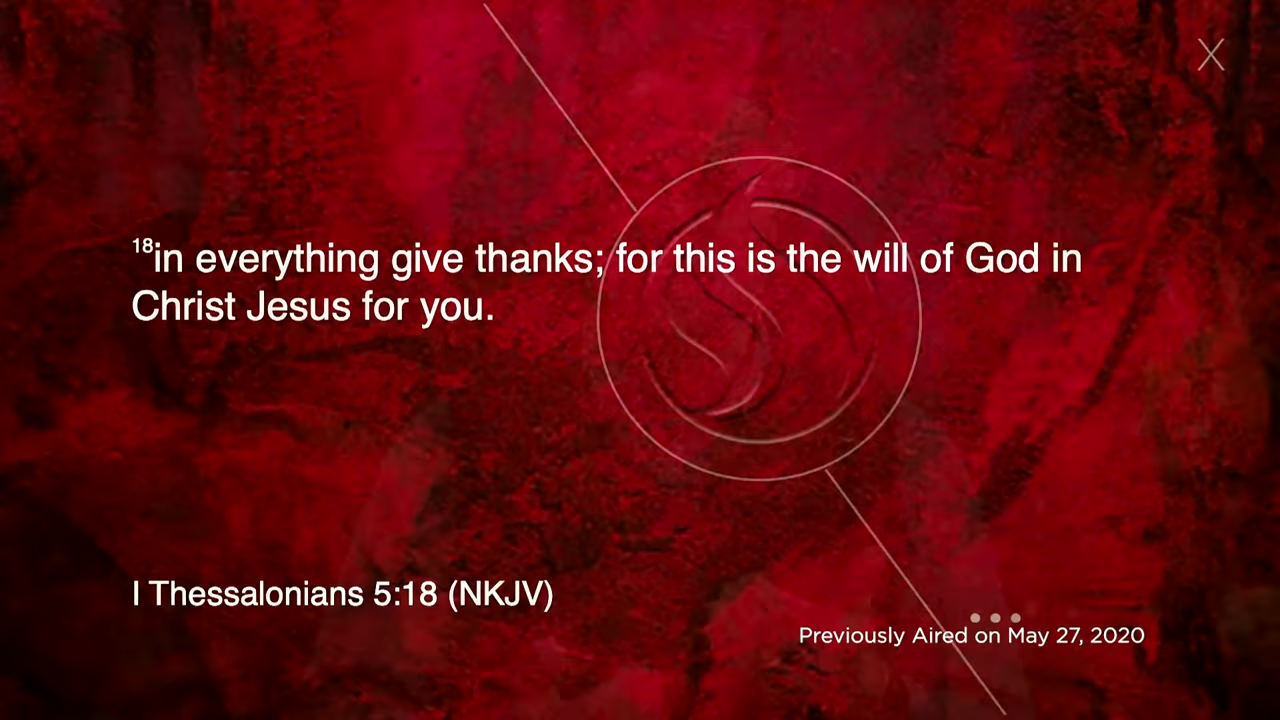 X
18in everything give thanks; for this is the will of God in
Christ Jesus for you.
I Thessalonians 5:18 (NKJV)
Previously Aired on May 27, 2020